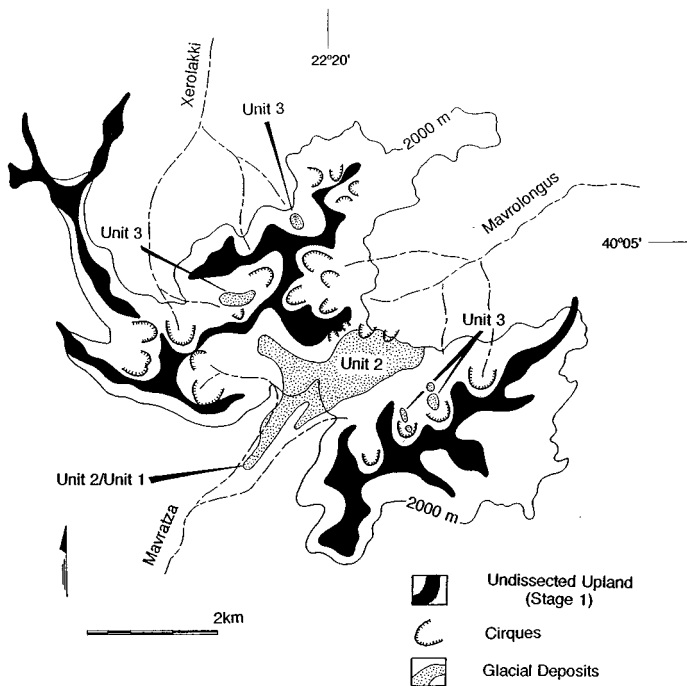 22°20'
Xerolakki
Unit 3
2000 m
Mavrolongus
40°05'
Unit 3
Unit 3
Unit 2
Unit 2/Unit 1
Mavratza
2000 m
2km
Undissected Upland
(Stage 1)
Cirques
Glacial Deposits